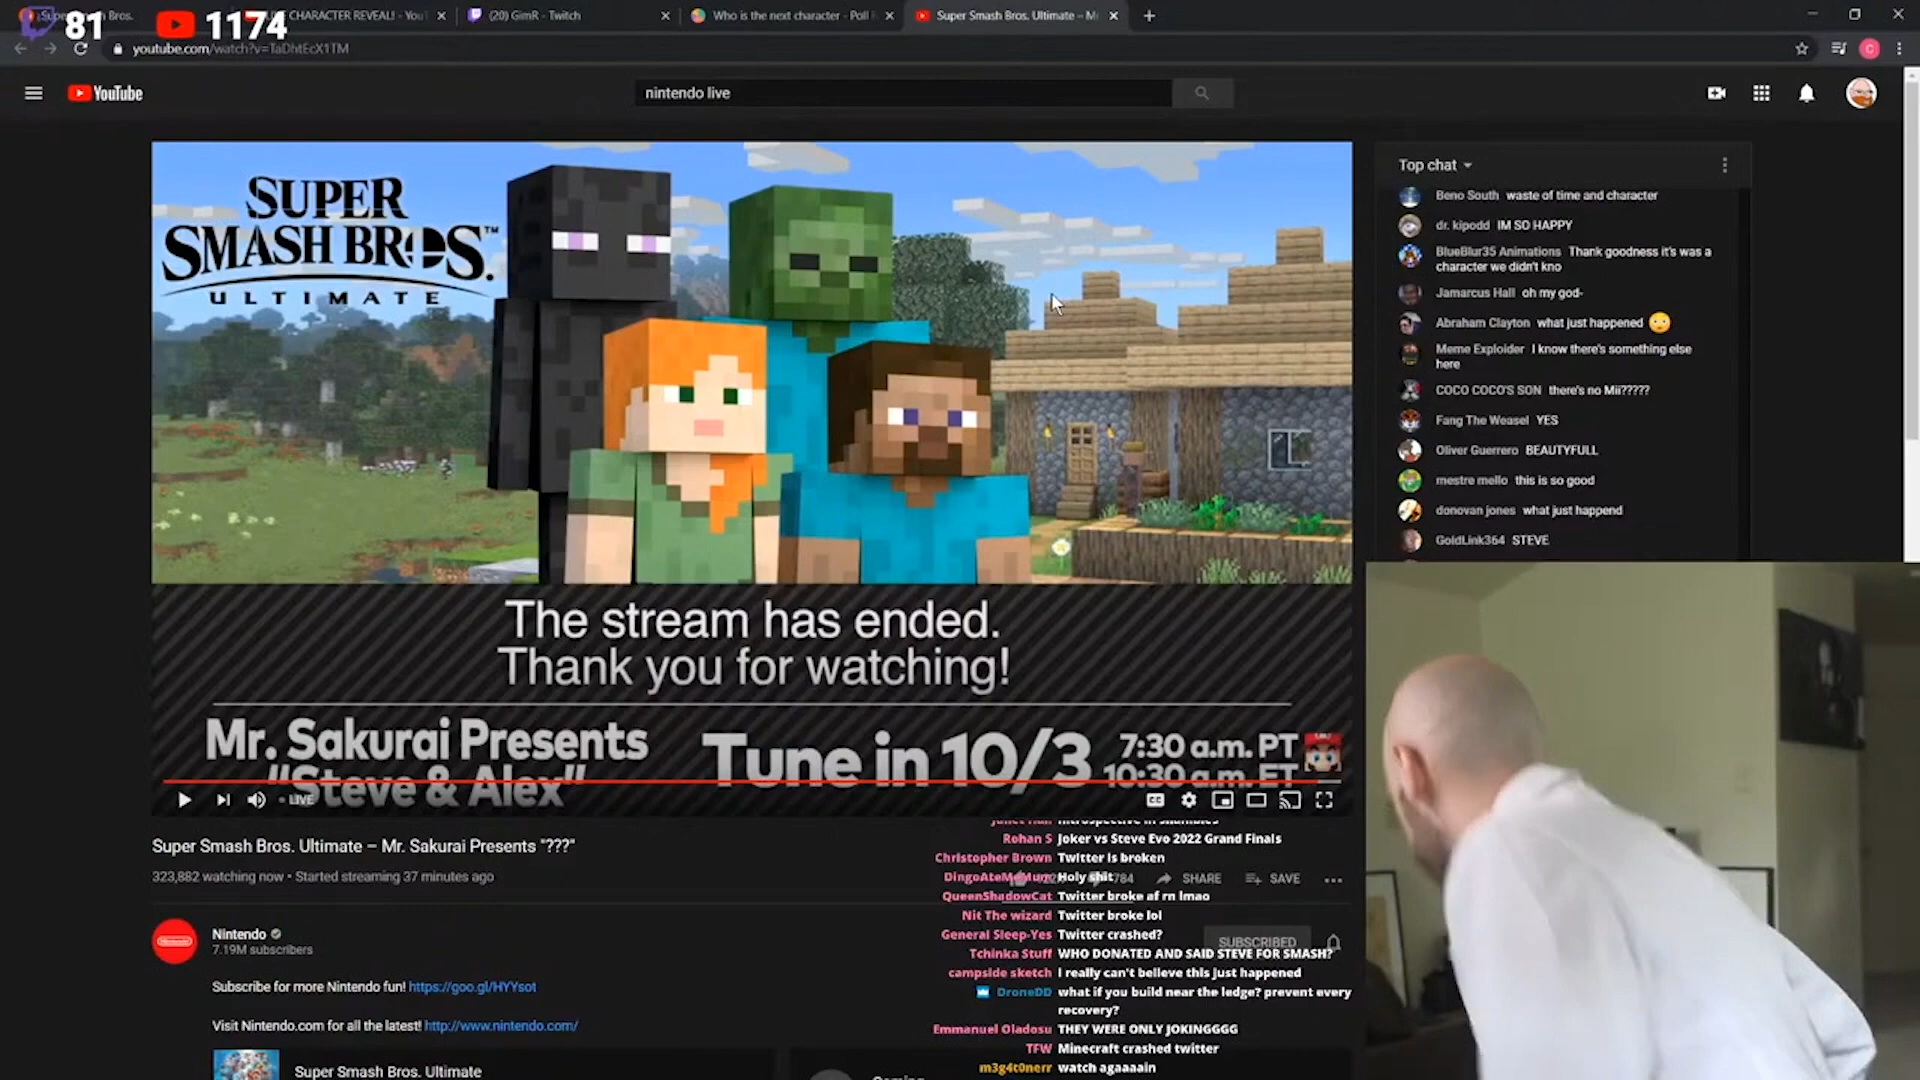 81
1174
CHARACTER REVEAL! - YouT
(20) GimR - Twitch
Who is the next character - Poll R
Super Smash Bros. Ultimate – M
youtube.com/watch?v=TaDhtEcX1TM
C
YouTube
nintendo live
SUPER
SMASH BROS.™
ULTIMATE
The stream has ended.
Thank you for watching!
Mr. Sakurai Presents
"Steve & Alex"
Tune in 10/3
7:30 a.m. PT
10:30 a.m. ET
LIVE
Super Smash Bros. Ultimate – Mr. Sakurai Presents "???"
323,882 watching now • Started streaming 37 minutes ago
784
SHARE
SAVE
Nintendo
7.19M subscribers
SUBSCRIBED
Subscribe for more Nintendo fun! https://goo.gl/HYYsot
Visit Nintendo.com for all the latest! http://www.nintendo.com/
Super Smash Bros. Ultimate
Top chat
Beno South waste of time and character
dr. kipodd IM SO HAPPY
BlueBlur35 Animations Thank goodness it's was a
character we didn't kno
Jamarcus Hall oh my god-
Abraham Clayton what just happened 😳
Meme Exploider I know there's something else
here
COCO COCO'S SON there's no Mii?????
Fang The Weasel YES
Oliver Guerrero BEAUTYFULL
mestre mello this is so good
donovan jones what just happend
GoldLink364 STEVE
Rohan S Joker vs Steve Evo 2022 Grand Finals
Christopher Brown Twitter is broken
DingoAteMeMum Holy shit
QueenShadowCat Twitter broke af rn lmao
Nit The wizard Twitter broke lol
General Sleep-Yes Twitter crashed?
Tchinka Stuff WHO DONATED AND SAID STEVE FOR SMASH?
campside sketch I really can't believe this just happened
DroneDD what if you build near the ledge? prevent every
recovery?
Emmanuel Oladosu THEY WERE ONLY JOKINGGGG
TFW Minecraft crashed twitter
m3g4t0nerr watch agaaaain